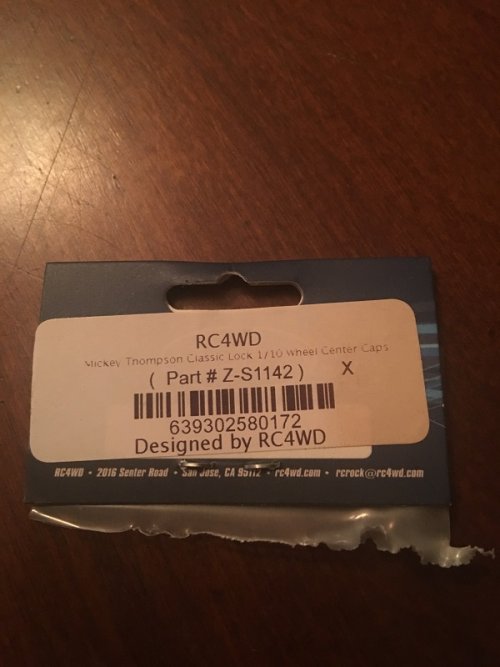 RC4WD
Mickey Thompson Classic Lock 1/10 Wheel Center Caps
( Part # Z-S1142 ) X
639302580172
Designed by RC4WD
RC4WD • 2016 Senter Road • San Jose, CA 95112 • rc4wd.com • rcrock@rc4wd.com